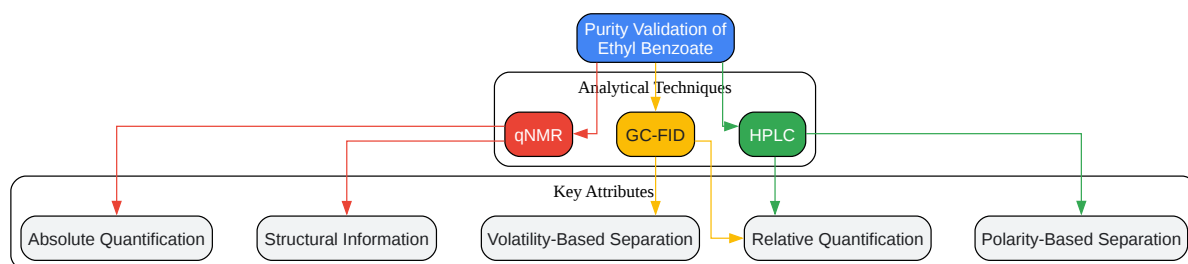 Purity Validation of
Ethyl Benzoate
Analytical Techniques
qNMR
GC-FID
HPLC
Key Attributes
Absolute Quantification
Structural Information
Volatility-Based Separation
Relative Quantification
Polarity-Based Separation